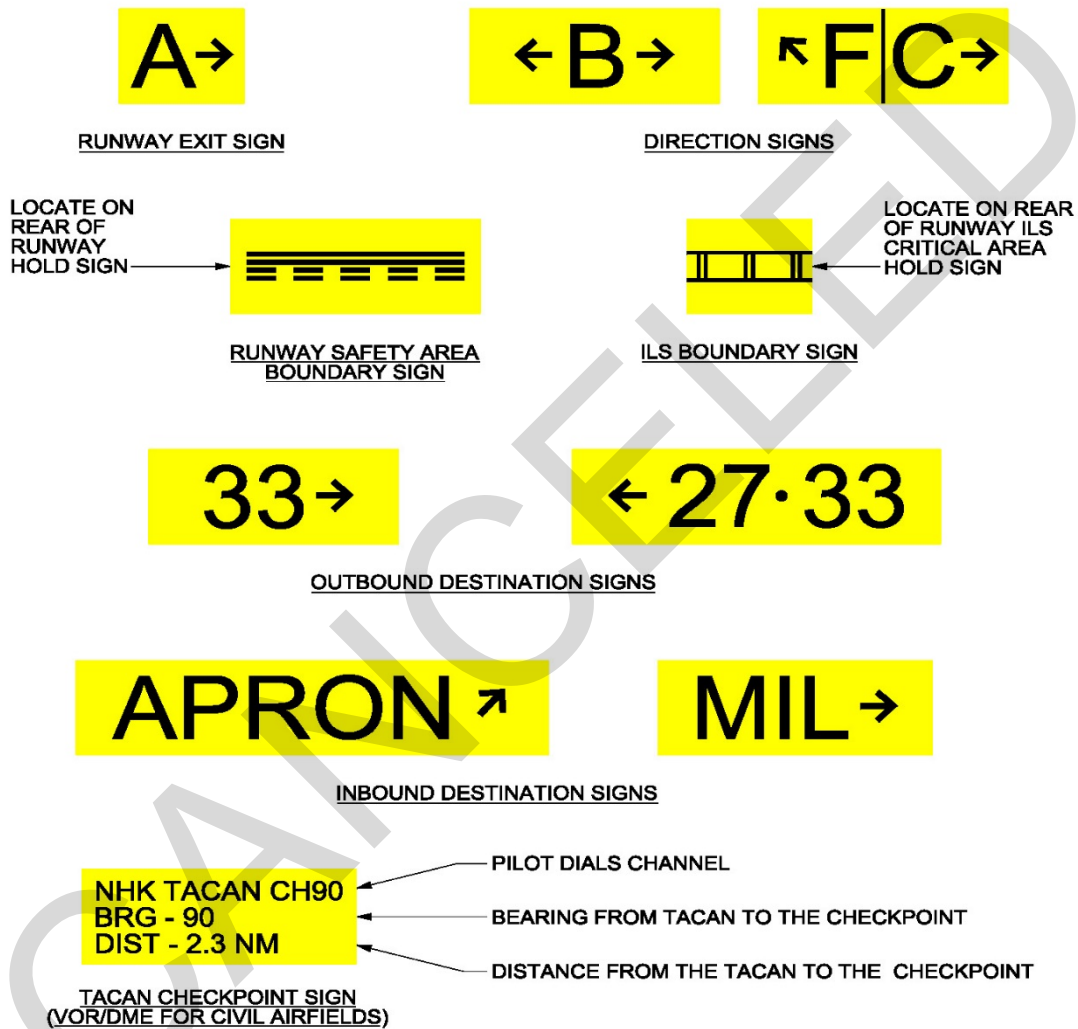 A→
←B→
↖F|C→
RUNWAY EXIT SIGN
DIRECTION SIGNS
LOCATE ON
REAR OF
RUNWAY
HOLD SIGN
LOCATE ON REAR
OF RUNWAY ILS
CRITICAL AREA
HOLD SIGN
RUNWAY SAFETY AREA
BOUNDARY SIGN
ILS BOUNDARY SIGN
33→
←27·33
OUTBOUND DESTINATION SIGNS
APRON↗
MIL→
INBOUND DESTINATION SIGNS
NHK TACAN CH90
BRG - 90
DIST - 2.3 NM
PILOT DIALS CHANNEL
BEARING FROM TACAN TO THE CHECKPOINT
DISTANCE FROM THE TACAN TO THE CHECKPOINT
TACAN CHECKPOINT SIGN
(VOR/DME FOR CIVIL AIRFIELDS)
CANCELED